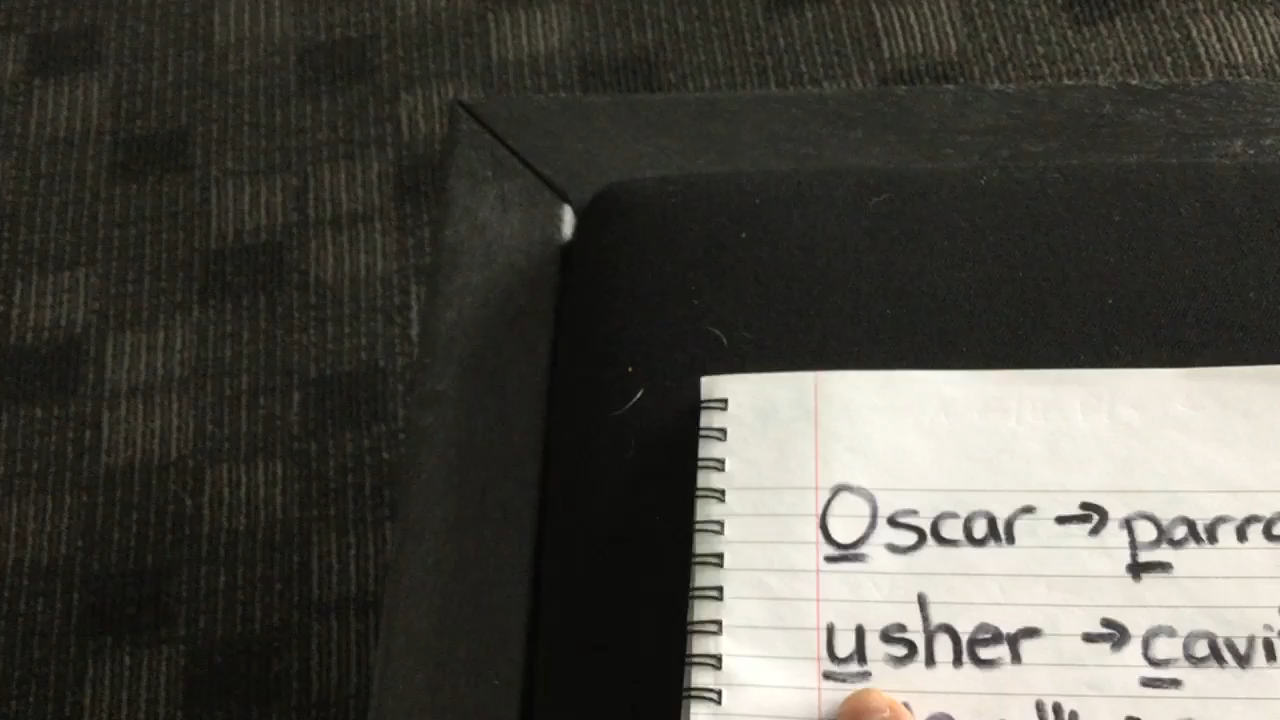 Oscar → parro
usher → cavi